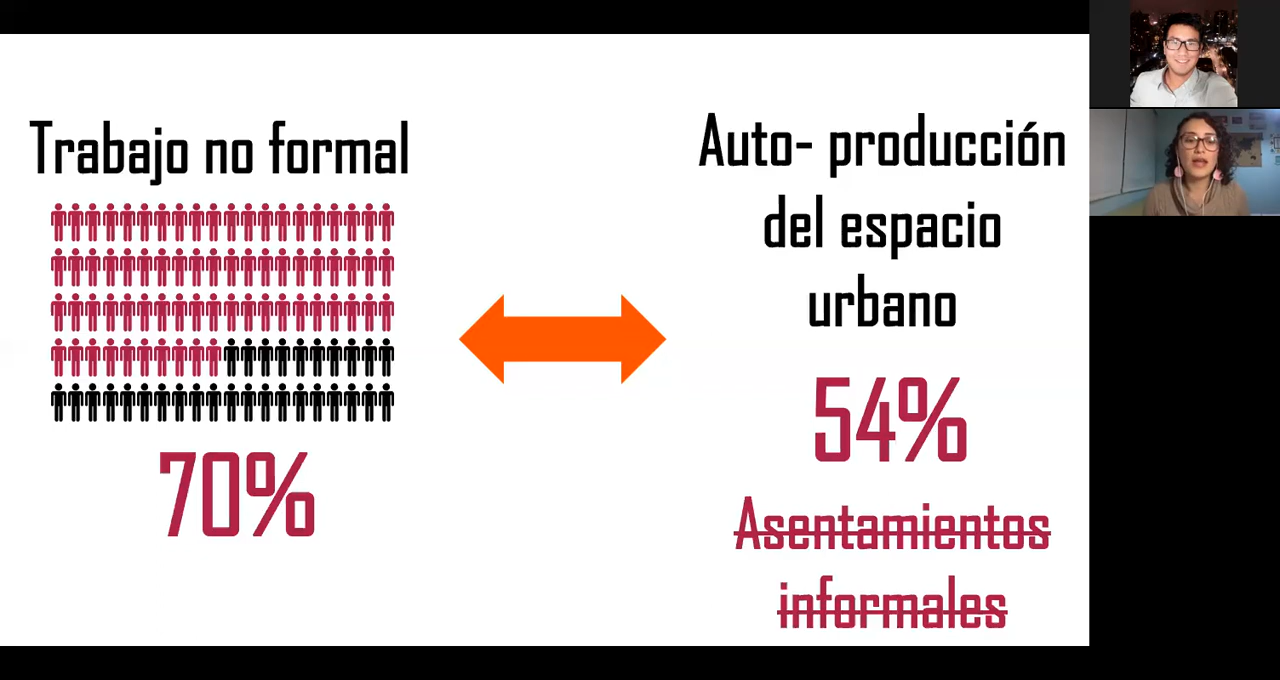 Trabajo no formal
70%
Auto- producción
del espacio
urbano
54%
Asentamientos
informales